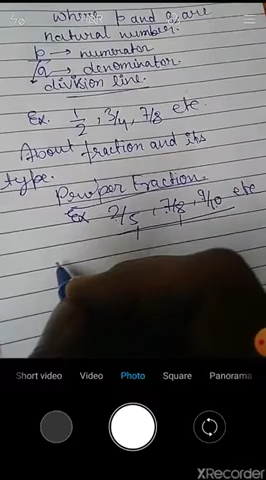 where p and q are
natural number.
p → numerator
q → denominator.
division line.
Ex. 1/2, 3/4, 7/8 etc.
About fraction and its
type.
Proper Fraction.
Ex 2/5, 7/8, 9/10 etc
Short video Video Photo Square Panorama
XRecorder